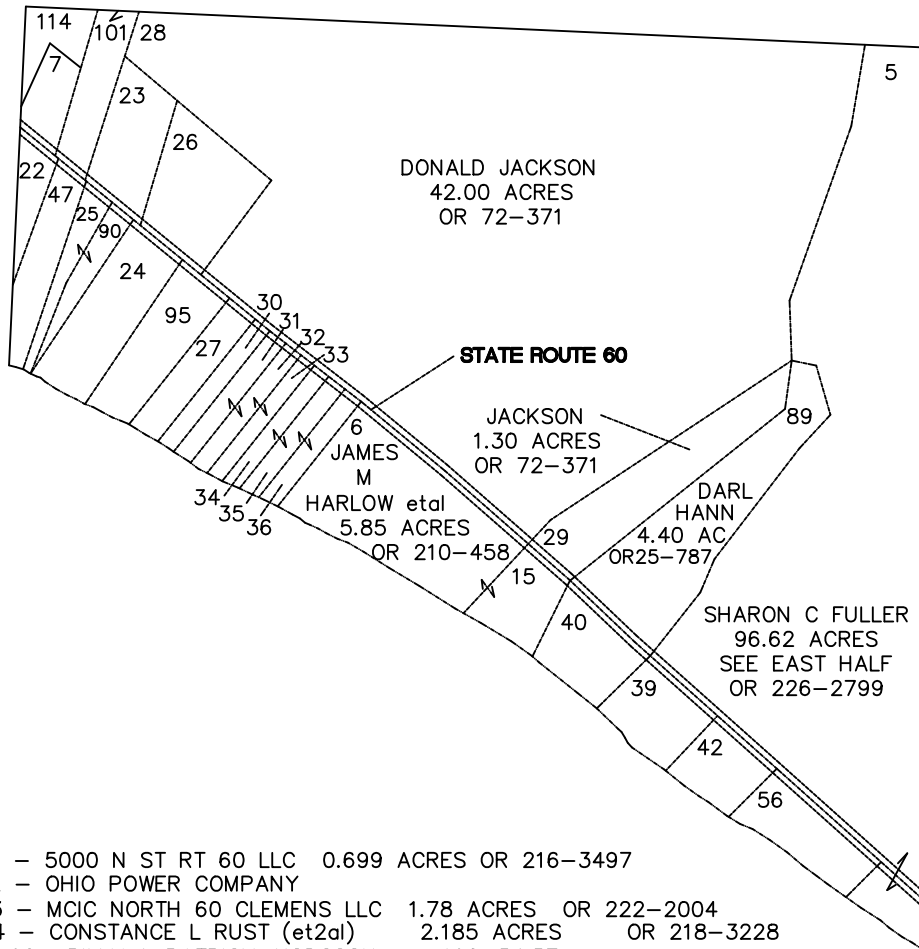 114
101
28
5
7
23
26
DONALD JACKSON
42.00 ACRES
OR 72-371
22
47
25
90
24
95
30
31
32
33
27
STATE ROUTE 60
JACKSON
1.30 ACRES
OR 72-371
89
6
JAMES
M
HARLOW etal
5.85 ACRES
OR 210-458
34
35
36
DARL
HANN
4.40 AC
OR25-787
29
15
40
SHARON C FULLER
96.62 ACRES
SEE EAST HALF
OR 226-2799
39
42
56
– 5000 N ST RT 60 LLC 0.699 ACRES OR 216-3497
– OHIO POWER COMPANY
– MCIC NORTH 60 CLEMENS LLC 1.78 ACRES OR 222-2004
– CONSTANCE L RUST (et2al) 2.185 ACRES OR 218-3228